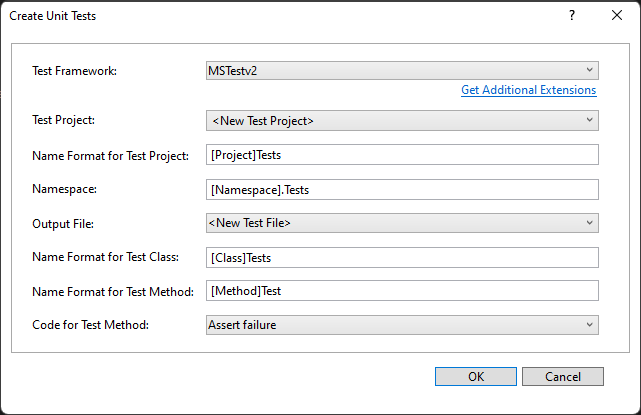 Create Unit Tests
?
Test Framework: MSTestv2
Get Additional Extensions
Test Project: <New Test Project>
Name Format for Test Project: [Project]Tests
Namespace: [Namespace].Tests
Output File: <New Test File>
Name Format for Test Class: [Class]Tests
Name Format for Test Method: [Method]Test
Code for Test Method: Assert failure
OK Cancel